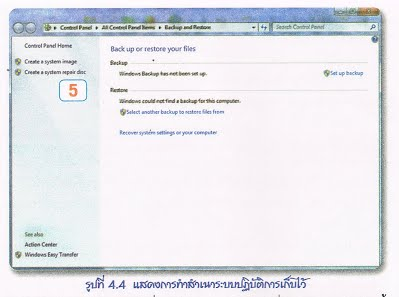 Control Panel ▸ All Control Panel Items ▸ Backup and Restore
Search Control Panel
Control Panel Home
Create a system image
Create a system repair disc
5
Back up or restore your files
Backup
Windows Backup has not been set up.
Set up backup
Restore
Windows could not find a backup for this computer.
Select another backup to restore files from
Recover system settings or your computer
See also
Action Center
Windows Easy Transfer
รูปที่ 4.4 แสดงการทำสำเนาระบบปฏิบัติการเก็บไว้